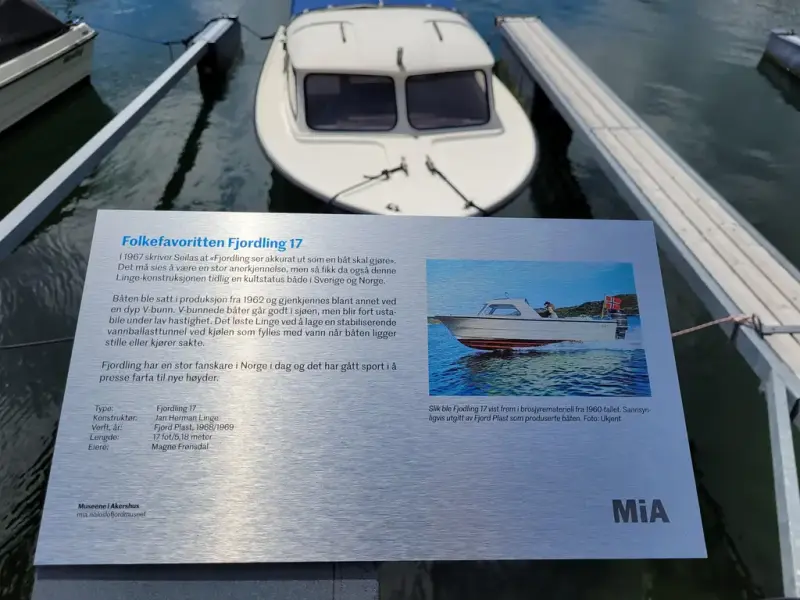 Folkefavoritten Fjordling 17
I 1967 skriver Seilas at «Fjordling ser akkurat ut som en båt skal gjøre».
Det må sies å være en stor anerkjennelse, men så fikk da også denne
Linge-konstruksjonen tidlig en kultstatus både i Sverige og Norge.
Båten ble satt i produksjon fra 1962 og gjenkjennes blant annet ved
en dyp V-bunn. V-bunnede båter går godt i sjøen, men blir fort usta-
bile under lav hastighet. Det løste Linge ved å lage en stabiliserende
vannballasttunnel ved kjølen som fylles med vann når båten ligger
stille eller kjører sakte.
Fjordling har en stor fanskare i Norge i dag og det har gått sport i å
presse farta til nye høyder.
Type: Fjordling 17
Konstruktør: Jan Herman Linge
Verft, år: Fjord Plast, 1968/1969
Lengde: 17 fot/5,18 meter
Eiere: Magne Frønsdal
Slik ble Fjordling 17 vist frem i brosjyremateriell fra 1960-tallet. Sannsyn-
ligvis utgitt av Fjord Plast som produserte båten. Foto: Ukjent
Museene i Akershus
MiA